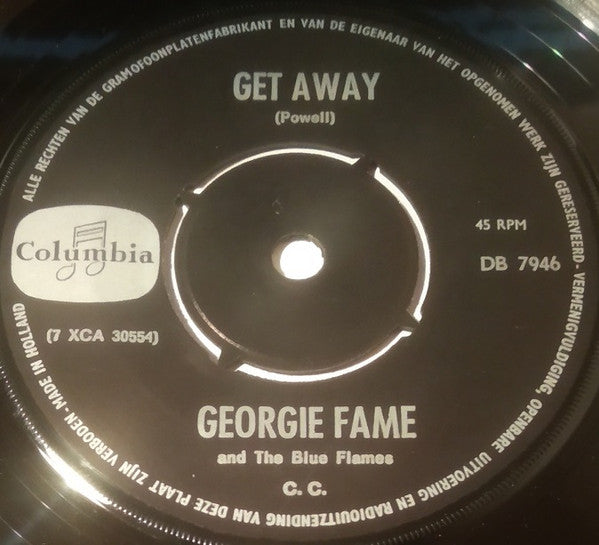 ALLE RECHTEN VAN DE GRAMOFOONPLATENFABRIKANT EN VAN DE EIGENAAR VAN HET OPGENOMEN WERK ZIJN GERESERVEERD - VERMENIGVULDIGING, OPENBARE UITVOERING EN RADIOUITZENDING VAN DEZE PLAAT ZIJN VERBODEN - MADE IN HOLLAND
GET AWAY
(Powell)
Columbia
45 RPM
DB 7946
(7 XCA 30554)
GEORGIE FAME
and The Blue Flames
C. C.